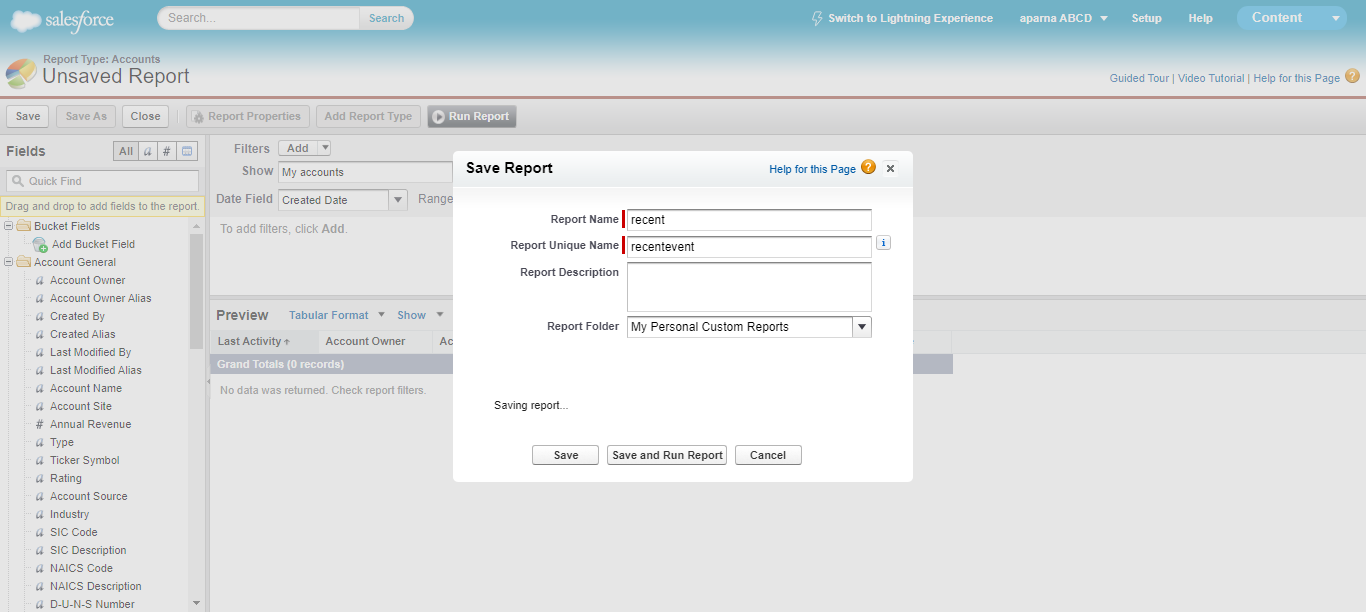 salesforce
Search...
Search
Switch to Lightning Experience
aparna ABCD
Setup
Help
Content
Report Type: Accounts
Unsaved Report
Guided Tour | Video Tutorial | Help for this Page ?
Save
Save As
Close
Report Properties
Add Report Type
Run Report
Fields
All
a
#
Quick Find
Drag and drop to add fields to the report.
Bucket Fields
Add Bucket Field
Account General
a Account Owner
a Account Owner Alias
a Created By
a Created Alias
a Last Modified By
a Last Modified Alias
a Account Name
a Account Site
# Annual Revenue
a Type
a Ticker Symbol
a Rating
a Account Source
a Industry
a SIC Code
a SIC Description
a NAICS Code
a NAICS Description
a D-U-N-S Number
Filters
Add
Show
My accounts
Date Field
Created Date
Range
To add filters, click Add.
Preview
Tabular Format
Show
Last Activity
Account Owner
Ac
Grand Totals (0 records)
No data was returned. Check report filters.
Save Report
Help for this Page ?
Report Name
recent
Report Unique Name
recentevent
i
Report Description
Report Folder
My Personal Custom Reports
Saving report...
Save
Save and Run Report
Cancel